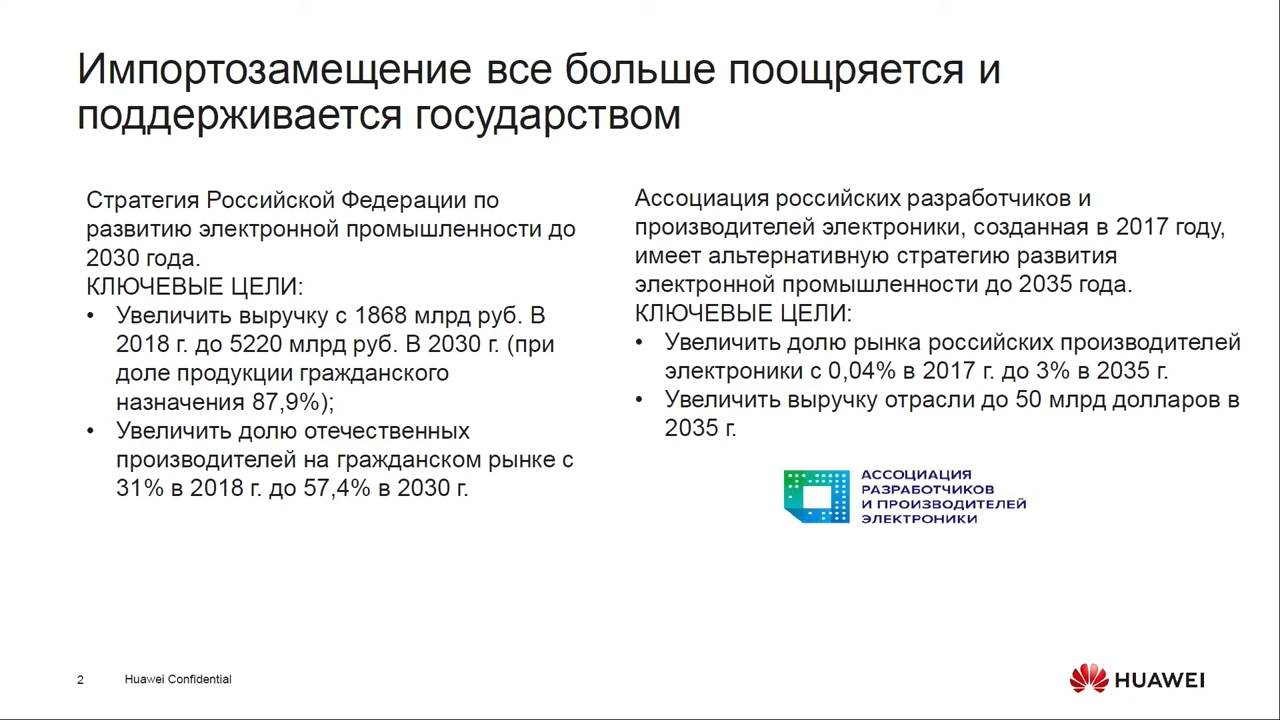 Импортозамещение все больше поощряется и
поддерживается государством
Стратегия Российской Федерации по
развитию электронной промышленности до
2030 года.
КЛЮЧЕВЫЕ ЦЕЛИ:
• Увеличить выручку с 1868 млрд руб. В
2018 г. до 5220 млрд руб. В 2030 г. (при
доле продукции гражданского
назначения 87,9%);
• Увеличить долю отечественных
производителей на гражданском рынке с
31% в 2018 г. до 57,4% в 2030 г.
Ассоциация российских разработчиков и
производителей электроники, созданная в 2017 году,
имеет альтернативную стратегию развития
электронной промышленности до 2035 года.
КЛЮЧЕВЫЕ ЦЕЛИ:
• Увеличить долю рынка российских производителей
электроники с 0,04% в 2017 г. до 3% в 2035 г.
• Увеличить выручку отрасли до 50 млрд долларов в
2035 г.
АССОЦИАЦИЯ
РАЗРАБОТЧИКОВ
И ПРОИЗВОДИТЕЛЕЙ
ЭЛЕКТРОНИКИ
2 Huawei Confidential
HUAWEI